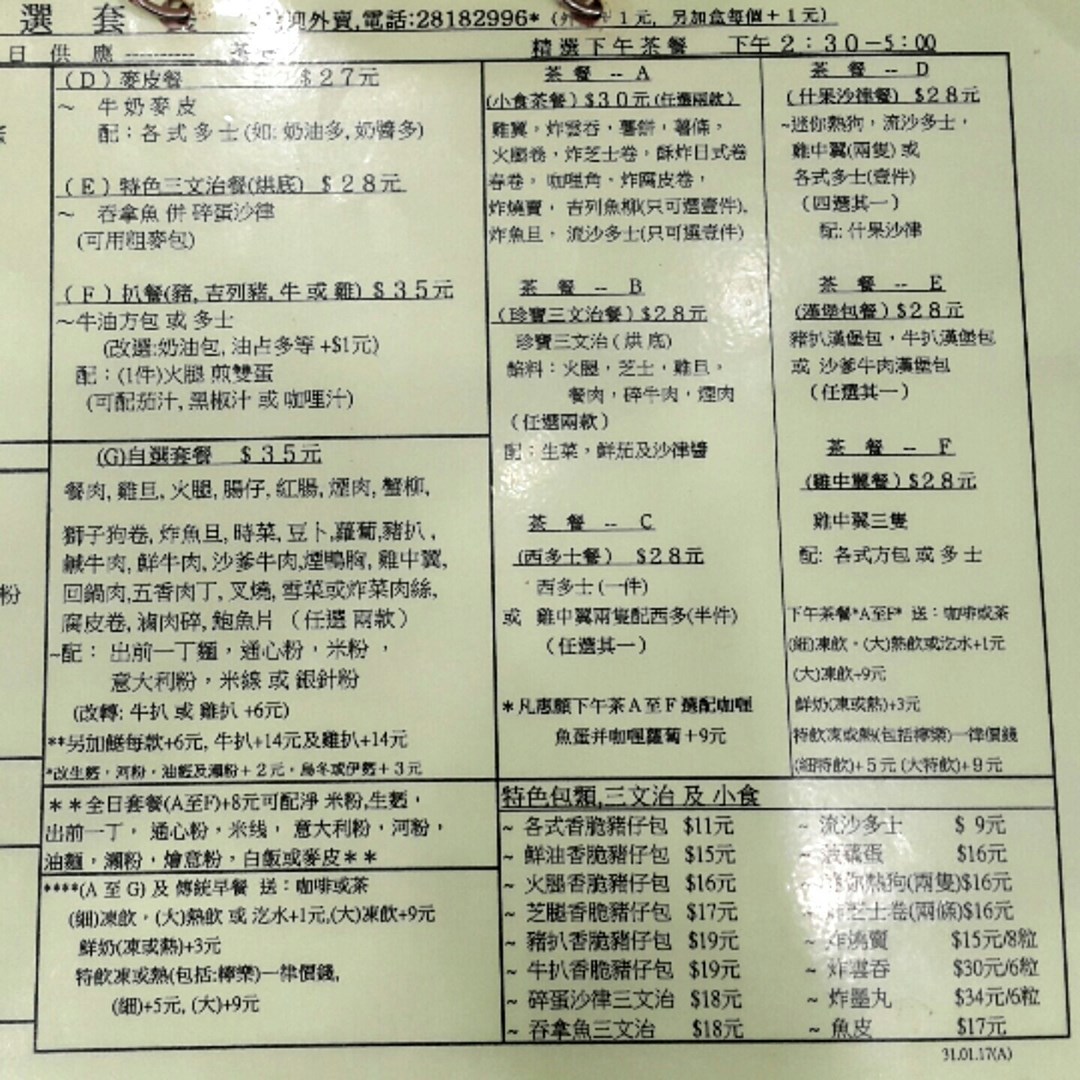 選 套 餐
迎外賣,電話:28182996* (外 + 1元, 另加盒每個 + 1元)
日 供 應 ---------- 茶
精選下午茶餐 下午 2:30-5:00
(D) 麥皮餐 $27元
~ 牛奶麥皮
配:各式多士(如:奶油多,奶醬多)
(E) 特色三文治餐(烘底) $28元
~ 吞拿魚 併 碎蛋沙律
(可用粗麥包)
(F) 扒餐(豬, 吉列豬, 牛 或 雞) $35元
~牛油方包 或 多士
(改選:奶油包, 油占多等 +$1元)
配:(1件)火腿 煎雙蛋
(可配茄汁, 黑椒汁 或 咖喱汁)
(G)自選套餐 $35元
餐肉, 雞旦, 火腿, 腸仔, 紅腸, 煙肉, 蟹柳,
獅子狗卷, 炸魚旦, 時菜, 豆卜,蘿蔔,豬扒,
鹹牛肉, 鮮牛肉, 沙爹牛肉,煙鴨胸, 雞中翼,
回鍋肉,五香肉丁, 叉燒, 雪菜或炸菜肉絲,
腐皮卷, 滷肉碎, 鮑魚片 (任選 兩款)
~配: 出前一丁麵,通心粉,米粉 ,
意大利粉,米線 或 銀針粉
(改轉: 牛扒 或 雞扒 +6元)
**另加餸每款+6元, 牛扒+14元及雞扒+14元
*改生麵,河粉,油麵及瀨粉+2元,烏冬或伊麵+3元
**全日套餐(A至F)+8元可配淨 米粉,生麵,
出前一丁, 通心粉,米线, 意大利粉,河粉,
油麵,瀨粉,燴意粉,白飯或麥皮**
****(A 至 G) 及 傳統早餐 送:咖啡或茶
(細)凍飲,(大)熱飲 或 汽水+1元,(大)凍飲+9元
鮮奶(凍或熱)+3元
特飲凍或熱(包括:檸樂)一律價錢,
(細)+5元, (大)+9元
茶 餐 -- A
(小食茶餐) $30元 (任選兩款)
雞翼,炸雲吞,薯餅,薯條,
火腿卷,炸芝士卷,酥炸日式卷
春卷, 咖哩角、炸腐皮卷,
炸燒賣, 吉列魚柳(只可選壹件),
炸魚旦, 流沙多士(只可選壹件)
茶 餐 -- B
(珍寶三文治餐) $28元
珍寶三文治(烘底)
餡料:火腿,芝士,雞旦,
餐肉,碎牛肉,煙肉
(任選兩款)
配:生菜,鮮茄及沙律醬
茶 餐 -- C
(西多士餐) $28元
西多士(一件)
或 雞中翼兩隻配西多(半件)
(任選其一)
*凡惠顧下午茶A至F選配咖喱
魚蛋并咖喱蘿蔔+9元
茶 餐 -- D
(什果沙律餐) $28元
~迷你熱狗,流沙多士,
雞中翼(兩隻) 或
各式多士(壹件)
(四選其一)
配: 什果沙律
茶 餐 -- E
(漢堡包餐) $28元
豬扒漢堡包,牛扒漢堡包
或 沙爹牛肉漢堡包
(任選其一)
茶 餐 -- F
(雞中翼餐) $28元
雞中翼三隻
配: 各式方包 或 多士
下午茶餐*A至F* 送:咖啡或茶
(細)凍飲,(大)熱飲或汽水+1元
(大)凍飲+9元
鮮奶(凍或熱)+3元
特飲凍或熱(包括檸樂)一律價錢
(細特飲)+5元 (大特飲)+9元
特色包類,三文治 及 小食
~ 各式香脆豬仔包 $11元
~ 鮮油香脆豬仔包 $15元
~ 火腿香脆豬仔包 $16元
~ 芝腿香脆豬仔包 $17元
~ 豬扒香脆豬仔包 $19元
~ 牛扒香脆豬仔包 $19元
~ 碎蛋沙律三文治 $18元
~ 吞拿魚三文治 $18元
~ 流沙多士 $ 9元
~ 蛋 $16元
~ 迷你熱狗(兩隻)$16元
~ 炸芝士卷(兩條)$16元
~ 炸燒賣 $15元/8粒
~ 炸雲吞 $30元/6粒
~ 炸墨丸 $34元/6粒
~ 魚皮 $17元
31.01.17(A)
粉